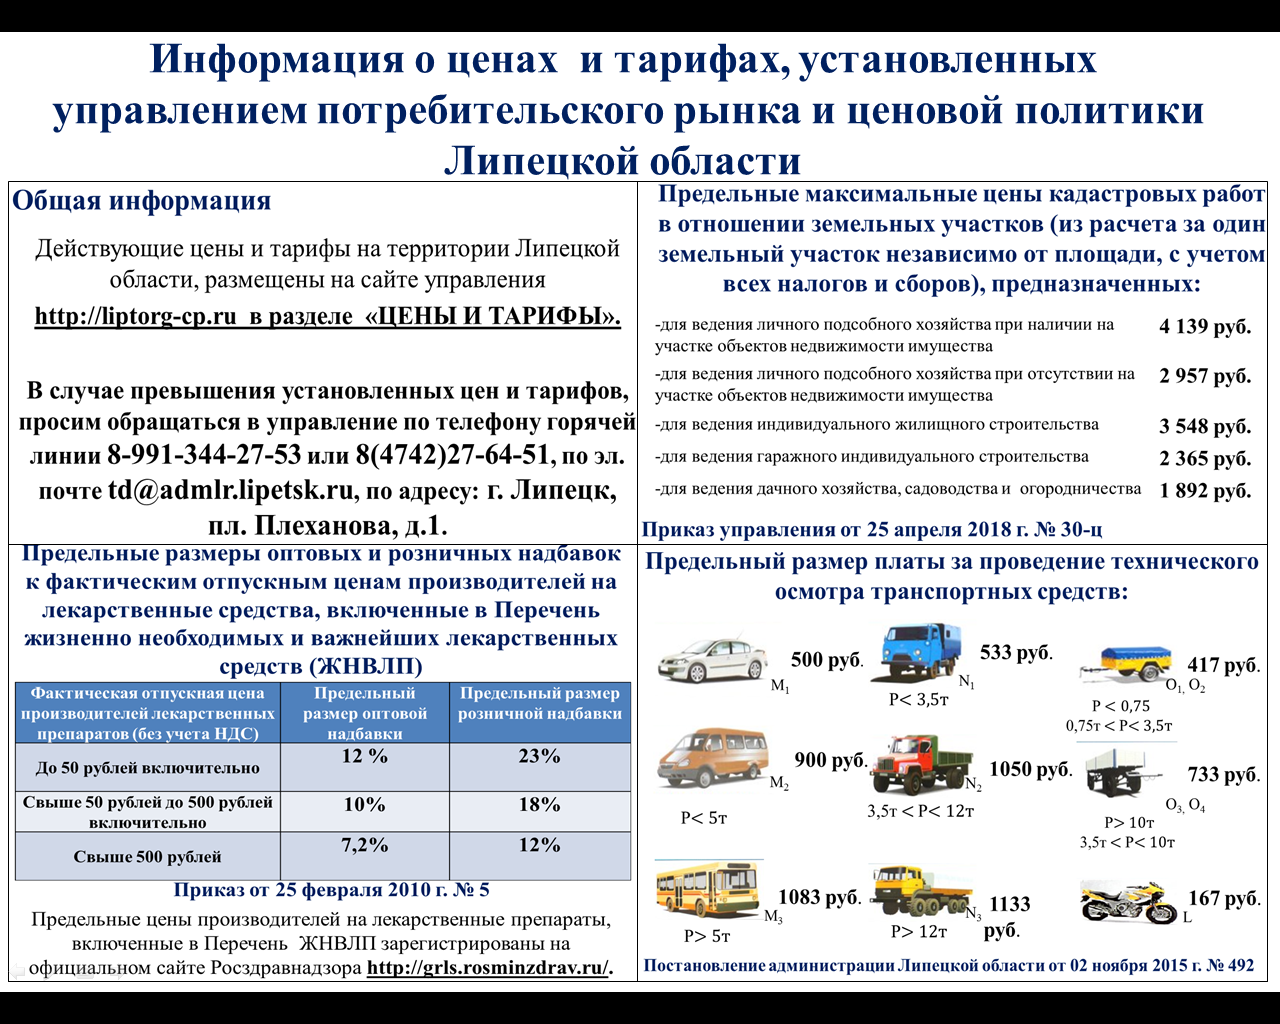 Информация о ценах и тарифах, установленных
управлением потребительского рынка и ценовой политики
Липецкой области
Общая информация
Действующие цены и тарифы на территории Липецкой
области, размещены на сайте управления
http://liptorg-cp.ru в разделе «ЦЕНЫ И ТАРИФЫ».
В случае превышения установленных цен и тарифов,
просим обращаться в управление по телефону горячей
линии 8-991-344-27-53 или 8(4742)27-64-51, по эл.
почте td@admlr.lipetsk.ru, по адресу: г. Липецк,
пл. Плеханова, д.1.
Предельные максимальные цены кадастровых работ
в отношении земельных участков (из расчета за один
земельный участок независимо от площади, с учетом
всех налогов и сборов), предназначенных:
-для ведения личного подсобного хозяйства при наличии на
участке объектов недвижимости имущества
4 139 руб.
-для ведения личного подсобного хозяйства при отсутствии на
участке объектов недвижимости имущества
2 957 руб.
-для ведения индивидуального жилищного строительства
3 548 руб.
-для ведения гаражного индивидуального строительства
2 365 руб.
-для ведения дачного хозяйства, садоводства и огородничества
1 892 руб.
Приказ управления от 25 апреля 2018 г. № 30-ц
Предельные размеры оптовых и розничных надбавок
к фактическим отпускным ценам производителей на
лекарственные средства, включенные в Перечень
жизненно необходимых и важнейших лекарственных
средств (ЖНВЛП)
Фактическая отпускная цена
производителей лекарственных
препаратов (без учета НДС)
Предельный
размер оптовой
надбавки
Предельный размер
розничной надбавки
До 50 рублей включительно
12 %
23%
Свыше 50 рублей до 500 рублей
включительно
10%
18%
Свыше 500 рублей
7,2%
12%
Приказ от 25 февраля 2010 г. № 5
Предельные цены производителей на лекарственные препараты,
включенные в Перечень ЖНВЛП зарегистрированы на
официальном сайте Росздравнадзора http://grls.rosminzdrav.ru/.
Предельный размер платы за проведение технического
осмотра транспортных средств:
500 руб.
M1
533 руб.
N1
P< 3,5т
417 руб.
O1, O2
P < 0,75
0,75т < P< 3,5т
900 руб.
M2
P< 5т
1050 руб.
N2
3,5т < P< 12т
733 руб.
O3, O4
P> 10т
3,5т < P< 10т
1083 руб.
M3
P> 5т
1133
руб.
N3
P> 12т
167 руб.
L
Постановление администрации Липецкой области от 02 ноября 2015 г. № 492